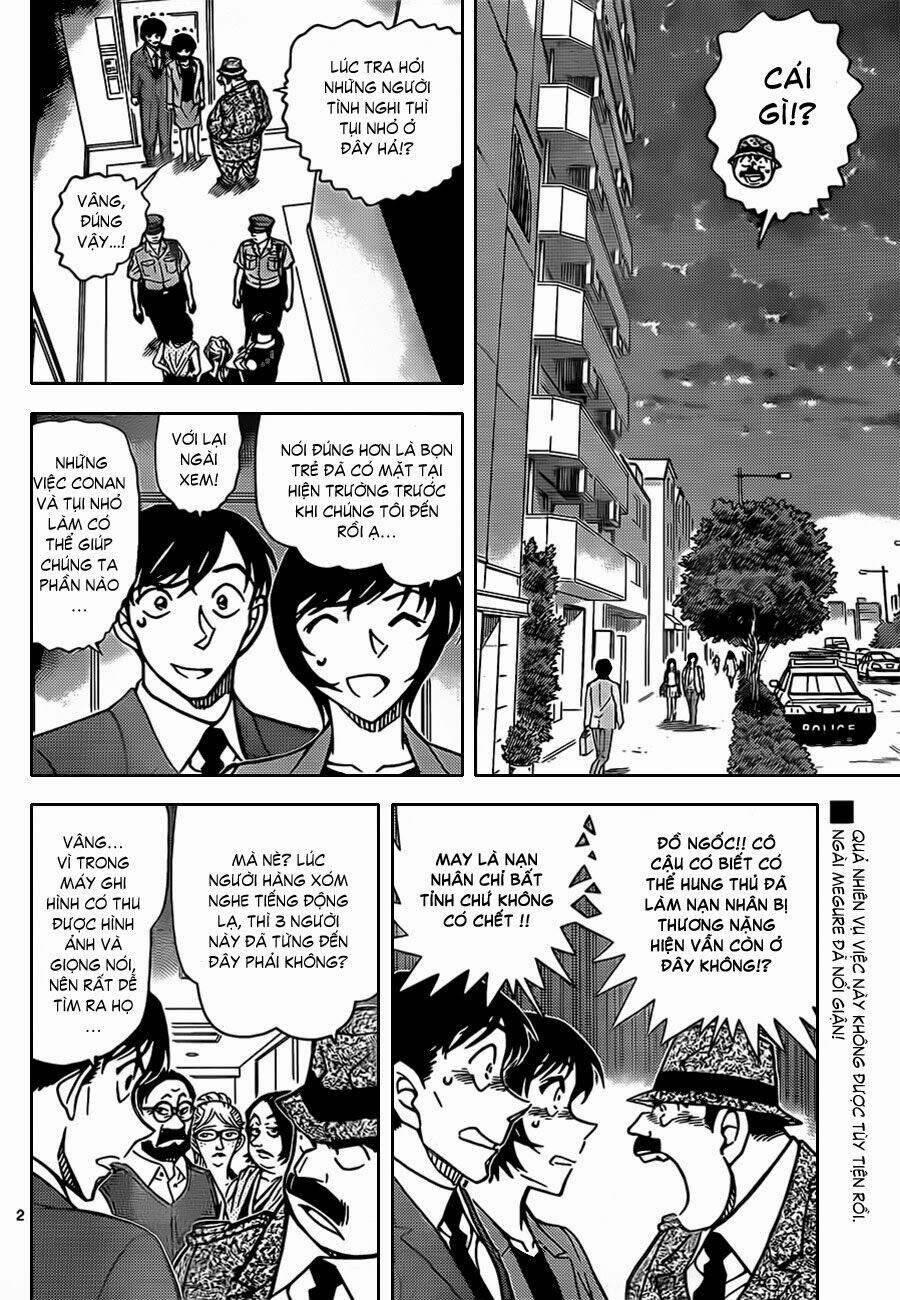 CÁI
GÌ!?
LÚC TRA HỎI
NHỮNG NGƯỜI
TÌNH NGHI THÌ
TỤI NHỎ Ở
ĐÂY HẢ!?
VÂNG,
ĐÚNG
VẬY...!
POLICE
NÓI ĐÚNG HƠN LÀ BỌN
TRẺ ĐÃ CÓ MẶT TẠI
HIỆN TRƯỜNG TRƯỚC
KHI CHÚNG TÔI ĐẾN
RỒI Ạ...
VỚI LẠI
NGÀI
XEM!
NHỮNG
VIỆC CONAN
VÀ TỤI NHỎ
LÀM CÓ
THỂ GIÚP
CHÚNG TA
PHẦN NÀO
...
QUẢ NHIÊN VỤ VIỆC NÀY KHÔNG ĐƯỢC TÙY TIỆN RỒI.
NGÀI MEGURE ĐÃ NỔI GIẬN!
ĐỒ NGỐC!! CÔ
CẬU CÓ BIẾT CÓ
THỂ HUNG THỦ ĐÃ
LÀM NẠN NHÂN BỊ
THƯƠNG NẶNG
HIỆN VẪN CÒN Ở
ĐÂY KHÔNG!?
MAY LÀ NẠN
NHÂN CHỈ BẤT
TỈNH CHỨ KHÔNG
CÓ CHẾT !!
MÀ NÈ? LÚC
NGƯỜI HÀNG XÓM
NGHE TIẾNG ĐỘNG
LẠ, THÌ 3 NGƯỜI
NÀY ĐÃ TỪNG ĐẾN
ĐÂY PHẢI KHÔNG?
VÂNG...
VÌ TRONG
MÁY GHI
HÌNH CÓ THU
ĐƯỢC HÌNH
ẢNH VÀ
GIỌNG NÓI,
NÊN RẤT DỄ
TÌM RA HỌ
...
2